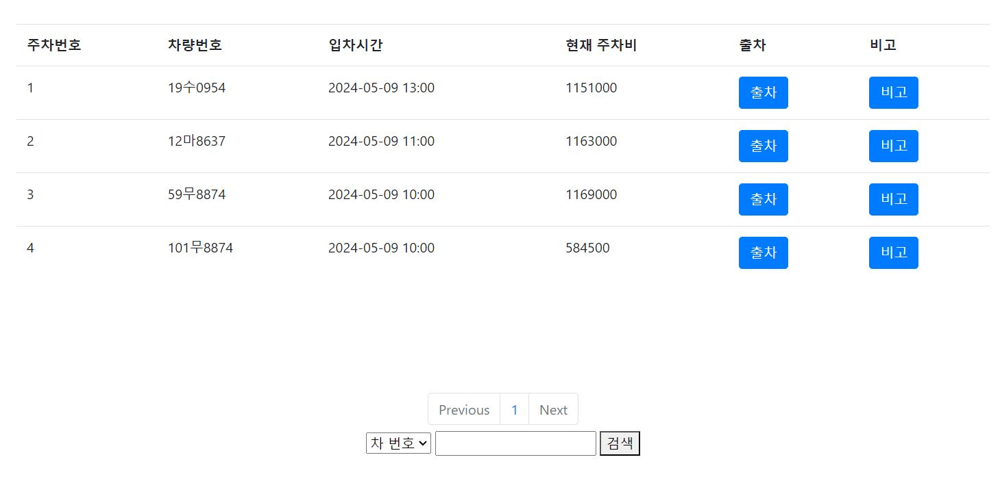 주차번호 차량번호 입차시간 현재 주차비 출차 비고
1 19수0954 2024-05-09 13:00 1151000 출차 비고
2 12마8637 2024-05-09 11:00 1163000 출차 비고
3 59무8874 2024-05-09 10:00 1169000 출차 비고
4 101무8874 2024-05-09 10:00 584500 출차 비고
Previous 1 Next
차 번호 검색